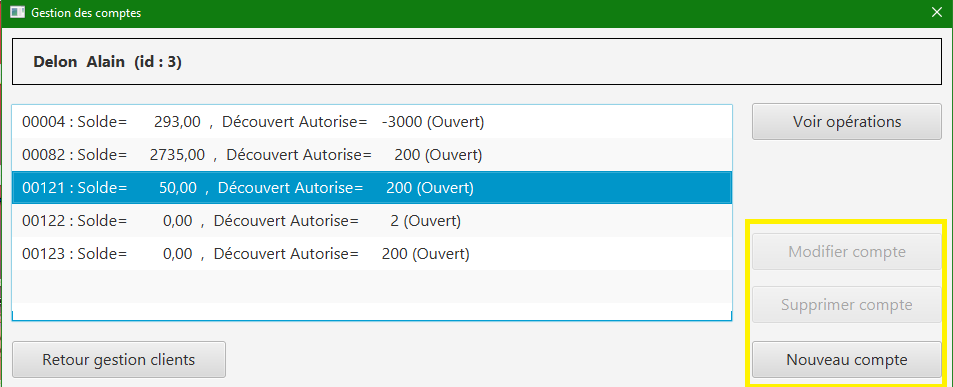 Gestion des comptes
Delon Alain (id : 3)
00004 : Solde= 293,00 , Découvert Autorise= -3000 (Ouvert)
00082 : Solde= 2735,00 , Découvert Autorise= 200 (Ouvert)
00121 : Solde= 50,00 , Découvert Autorise= 200 (Ouvert)
00122 : Solde= 0,00 , Découvert Autorise= 2 (Ouvert)
00123 : Solde= 0,00 , Découvert Autorise= 200 (Ouvert)
Voir opérations
Modifier compte
Supprimer compte
Retour gestion clients
Nouveau compte